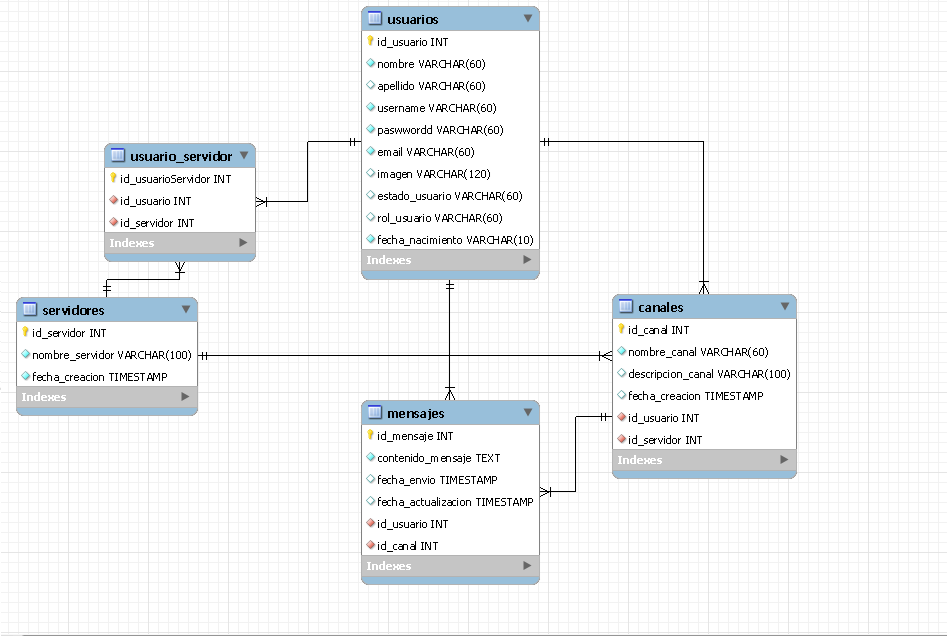 usuarios
id_usuario INT
nombre VARCHAR(60)
apellido VARCHAR(60)
username VARCHAR(60)
paswwordd VARCHAR(60)
email VARCHAR(60)
imagen VARCHAR(120)
estado_usuario VARCHAR(60)
rol_usuario VARCHAR(60)
fecha_nacimiento VARCHAR(10)
Indexes
usuario_servidor
id_usuarioServidor INT
id_usuario INT
id_servidor INT
Indexes
servidores
id_servidor INT
nombre_servidor VARCHAR(100)
fecha_creacion TIMESTAMP
Indexes
canales
id_canal INT
nombre_canal VARCHAR(60)
descripcion_canal VARCHAR(100)
fecha_creacion TIMESTAMP
id_usuario INT
id_servidor INT
Indexes
mensajes
id_mensaje INT
contenido_mensaje TEXT
fecha_envio TIMESTAMP
fecha_actualizacion TIMESTAMP
id_usuario INT
id_canal INT
Indexes